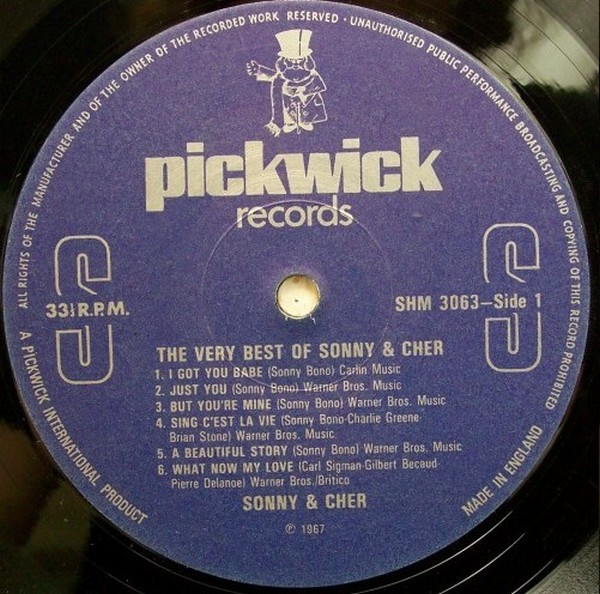 ALL RIGHTS OF THE MANUFACTURER AND OF THE OWNER OF THE RECORDED WORK RESERVED · UNAUTHORISED PUBLIC PERFORMANCE BROADCASTING AND COPYING OF THIS RECORD PROHIBITED
pickwick
records
33⅓ R.P.M.
SHM 3063–Side 1
THE VERY BEST OF SONNY & CHER
1. I GOT YOU BABE (Sonny Bono) Carlin Music
2. JUST YOU (Sonny Bono) Warner Bros. Music
3. BUT YOU'RE MINE (Sonny Bono) Warner Bros. Music
4. SING C'EST LA VIE (Sonny Bono-Charlie Greene-
Brian Stone) Warner Bros. Music
5. A BEAUTIFUL STORY (Sonny Bono) Warner Bros. Music
6. WHAT NOW MY LOVE (Carl Sigman-Gilbert Becaud-
Pierre Delanoe) Warner Bros./Britico
SONNY & CHER
℗ 1967
A PICKWICK INTERNATIONAL PRODUCT
MADE IN ENGLAND